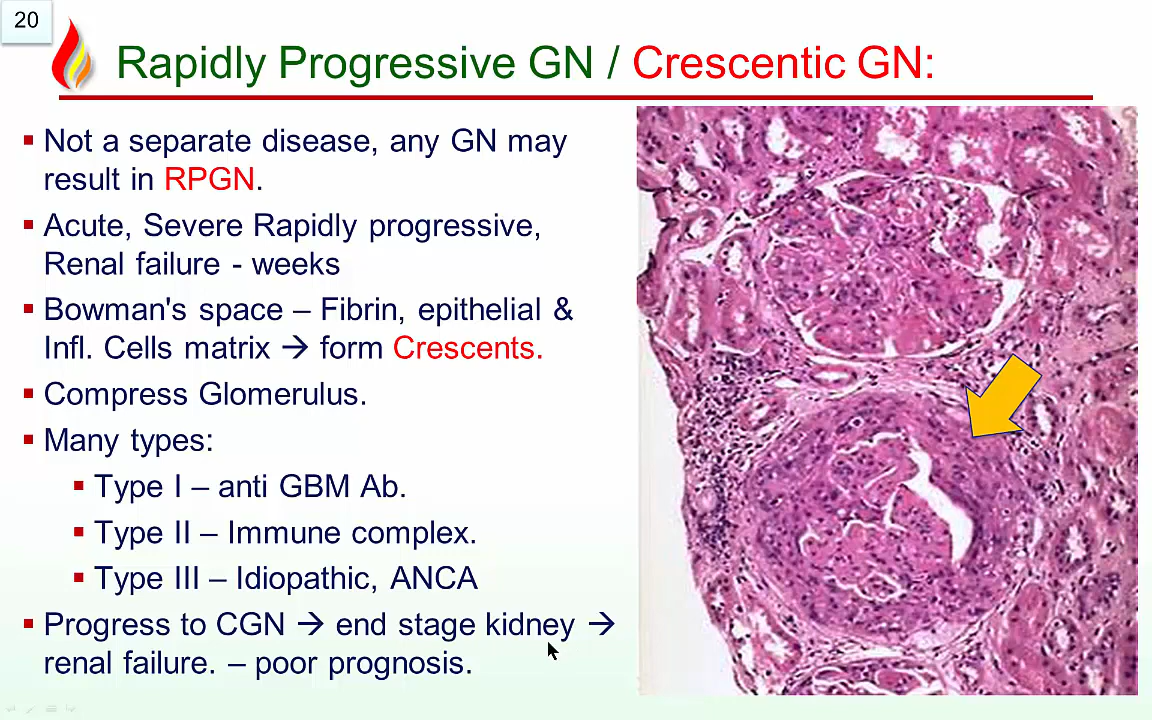 20
Rapidly Progressive GN / Crescentic GN:
▪ Not a separate disease, any GN may
result in RPGN.
▪ Acute, Severe Rapidly progressive,
Renal failure - weeks
▪ Bowman's space – Fibrin, epithelial &
Infl. Cells matrix → form Crescents.
▪ Compress Glomerulus.
▪ Many types:
▪ Type I – anti GBM Ab.
▪ Type II – Immune complex.
▪ Type III – Idiopathic, ANCA
▪ Progress to CGN → end stage kidney →
renal failure. – poor prognosis.